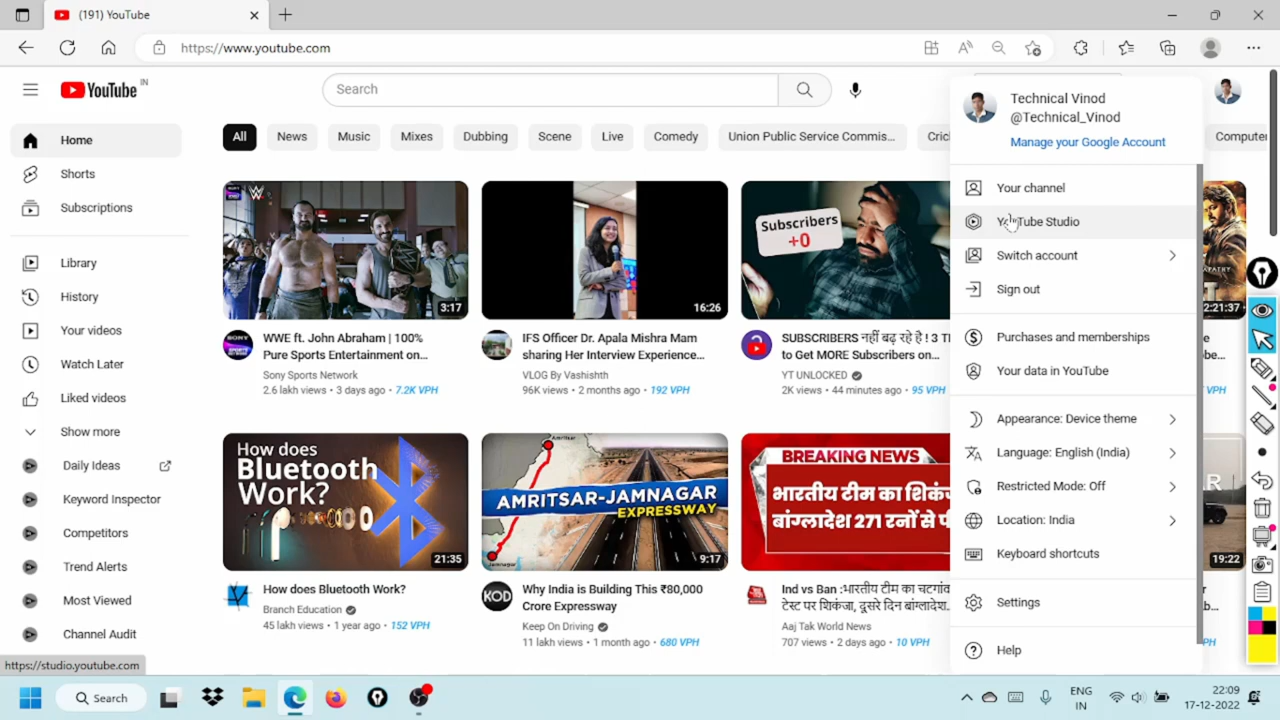 (191) YouTube
https://www.youtube.com
YouTube IN
Search
Technical Vinod
@Technical_Vinod
Manage your Google Account
Your channel
YouTube Studio
Switch account
Sign out
Purchases and memberships
Your data in YouTube
Appearance: Device theme
Language: English (India)
Restricted Mode: Off
Location: India
Keyboard shortcuts
Settings
Help
Home
Shorts
Subscriptions
Library
History
Your videos
Watch Later
Liked videos
Show more
Daily Ideas
Keyword Inspector
Competitors
Trend Alerts
Most Viewed
Channel Audit
https://studio.youtube.com
All
News
Music
Mixes
Dubbing
Scene
Live
Comedy
Union Public Service Commis...
Cric
Computer
3:17
WWE ft. John Abraham | 100%
Pure Sports Entertainment on...
Sony Sports Network
2.6 lakh views • 3 days ago • 7.2K VPH
16:26
IFS Officer Dr. Apala Mishra Mam
sharing Her Interview Experience...
VLOG By Vashishth
96K views • 2 months ago • 192 VPH
Subscribers
+0
SUBSCRIBERS नहीं बढ़ रहे है ! 3 T
to Get MORE Subscribers on...
YT UNLOCKED
2K views • 44 minutes ago • 95 VPH
2:21:37
VPH
How does
Bluetooth
Work?
21:35
How does Bluetooth Work?
Branch Education
45 lakh views • 1 year ago • 152 VPH
Amritsar
AMRITSAR-JAMNAGAR
EXPRESSWAY
Jamnagar
9:17
Why India is Building This ₹80,000
Crore Expressway
KOD
Keep On Driving
11 lakh views • 1 month ago • 680 VPH
BREAKING NEWS
भारतीय टीम का शिकं
बांग्लादेश 271 रनों से पी
Ind vs Ban :भारतीय टीम का चटगांव
टेस्ट पर शिकंजा, दूसरे दिन बांग्लादेश..
Aaj Tak World News
707 views • 2 days ago • 10 VPH
19:22
Search
ENG
IN
22:09
17-12-2022